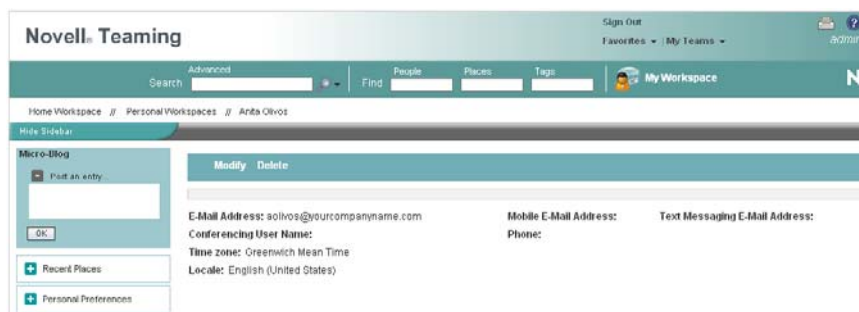 Novell® Teaming
Sign Out
Favorites My Teams
Search Advanced
Find People Places Tags
My Workspace
N
Home Workspace // Personal Workspaces // Anita Olivos
Hide Sidebar
Micro-Blog
Post an entry...
OK
Recent Places
Personal Preferences
Modify Delete
E-Mail Address: aolivos@yourcompanyname.com
Conferencing User Name:
Time zone: Greenwich Mean Time
Locale: English (United States)
Mobile E-Mail Address:
Phone:
Text Messaging E-Mail Address: